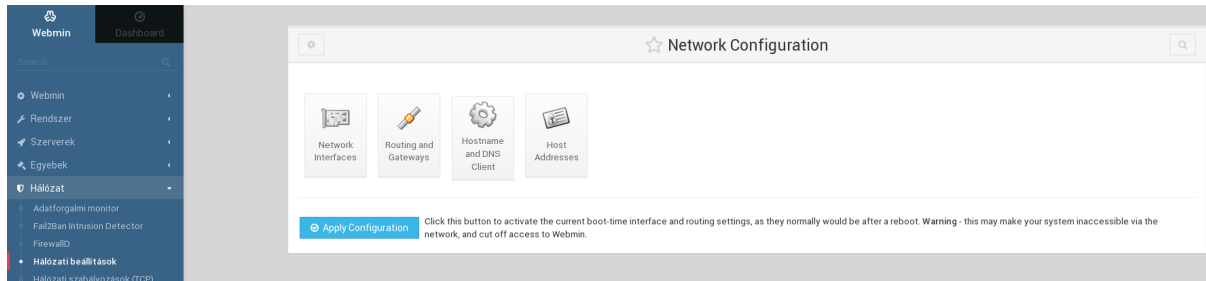 Webmin
Dashboard
Search
Webmin
Rendszer
Szerverek
Egyebek
Hálózat
Adatforgalmi monitor
Fail2Ban Intrusion Detector
FirewallD
Hálózati beállítások
Hálózati szabályozások (TCP)
Network Configuration
Network
Interfaces
Routing and
Gateways
Hostname
and DNS
Client
Host
Addresses
Apply Configuration
Click this button to activate the current boot-time interface and routing settings, as they normally would be after a reboot. Warning - this may make your system inaccessible via the
network, and cut off access to Webmin.